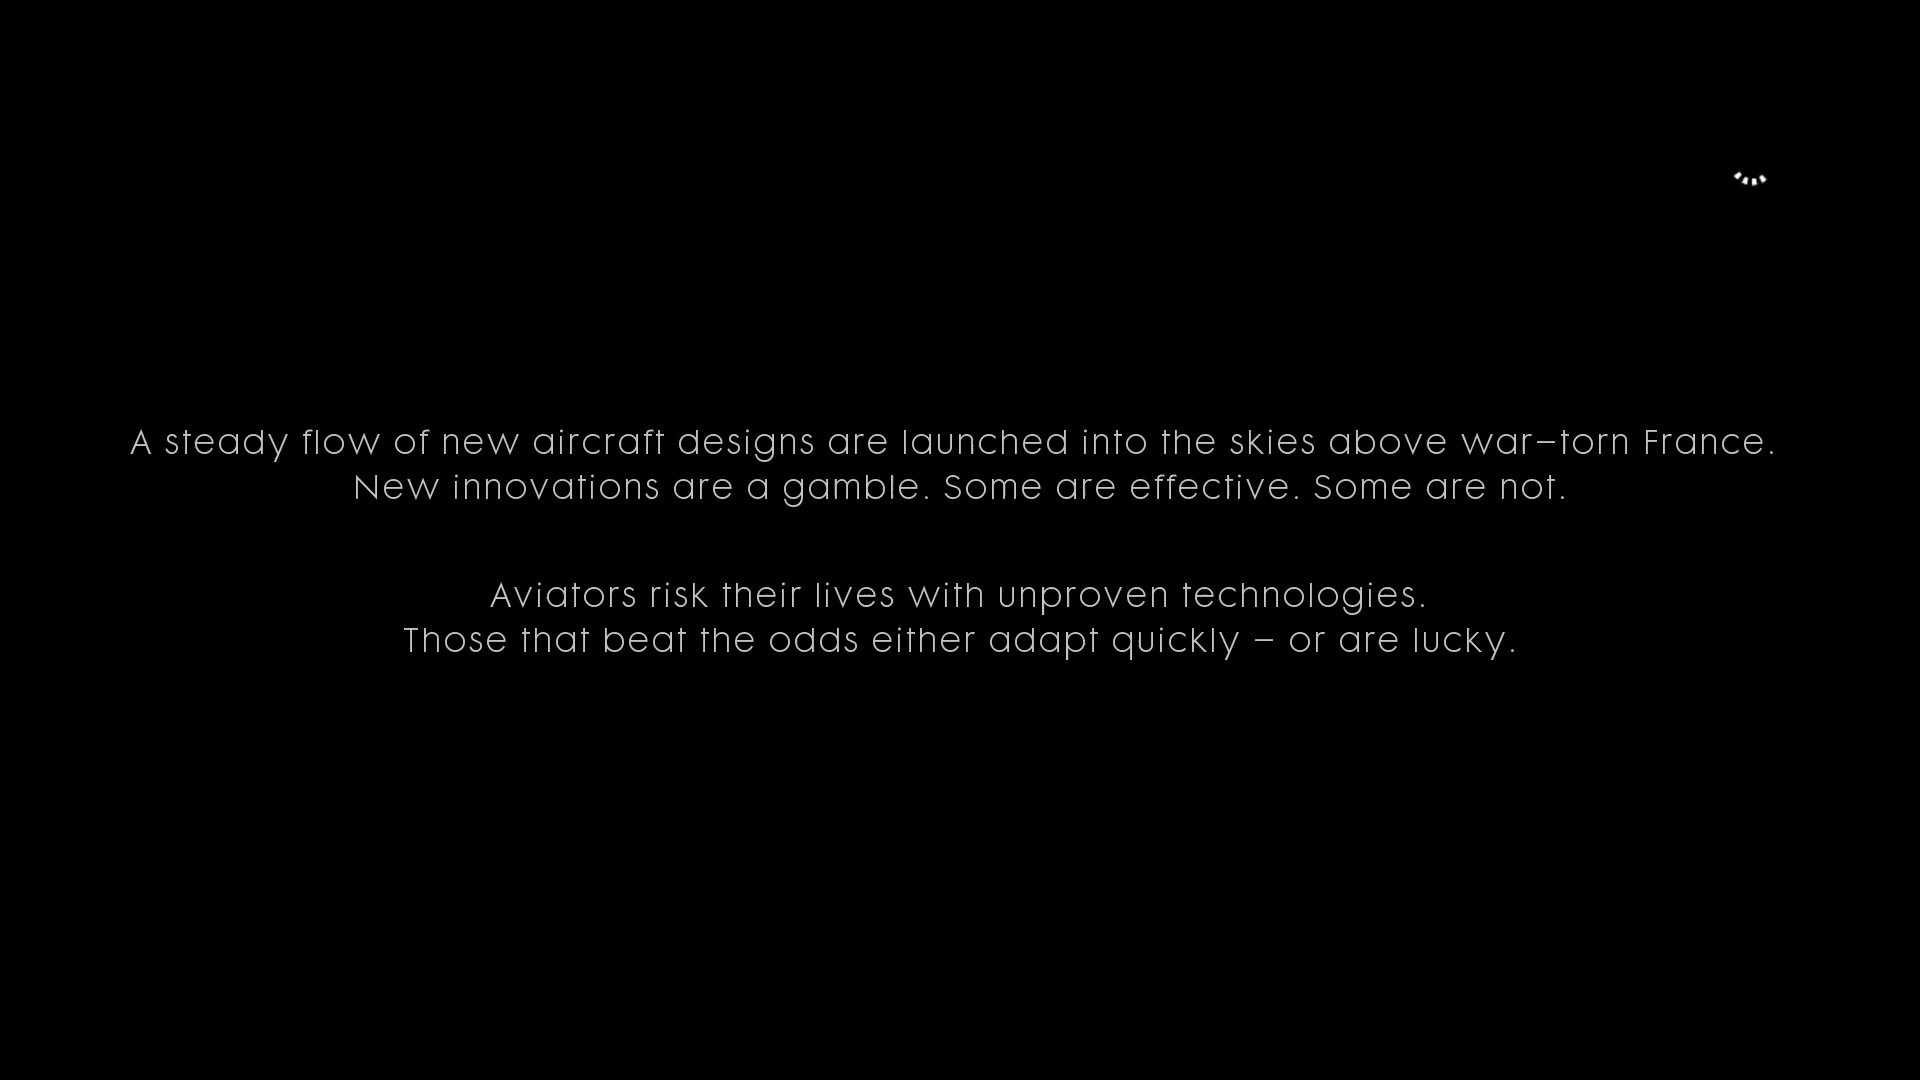 A steady flow of new aircraft designs are launched into the skies above war–torn France.
New innovations are a gamble. Some are effective. Some are not.
Aviators risk their lives with unproven technologies.
Those that beat the odds either adapt quickly – or are lucky.